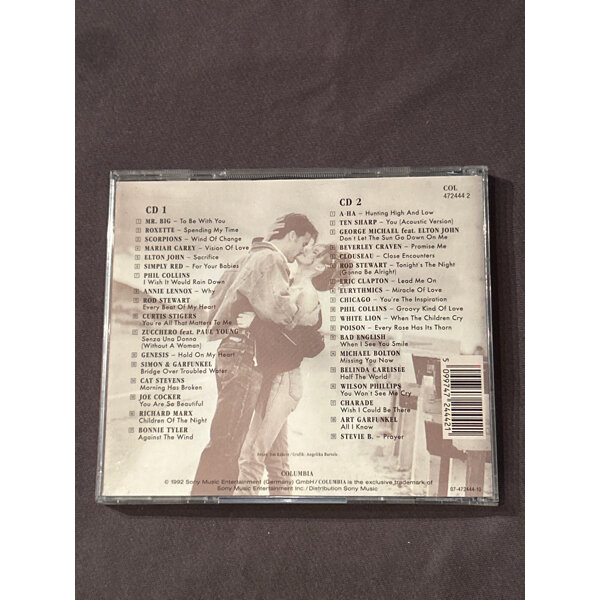 COL
472444 2
CD 1
MR. BIG – To Be With You
ROXETTE – Spending My Time
SCORPIONS – Wind Of Change
MARIAH CAREY – Vision Of Love
ELTON JOHN – Sacrifice
SIMPLY RED – For Your Babies
PHIL COLLINS
I Wish It Would Rain Down
ANNIE LENNOX – Why
ROD STEWART
Every Beat Of My Heart
CURTIS STIGERS
You're All That Matters To Me
ZUCCHERO feat. PAUL YOUNG
Senza Una Donna
(Without A Woman)
GENESIS – Hold On My Heart
SIMON & GARFUNKEL
Bridge Over Troubled Water
CAT STEVENS
Morning Has Broken
JOE COCKER
You Are So Beautiful
RICHARD MARX
Children Of The Night
BONNIE TYLER
Against The Wind
CD 2
A-HA – Hunting High And Low
TEN SHARP – You (Acoustic Version)
GEORGE MICHAEL feat. ELTON JOHN
Don't Let The Sun Go Down On Me
BEVERLEY CRAVEN – Promise Me
CLOUSEAU – Close Encounters
ROD STEWART – Tonight's The Night
(Gonna Be Alright)
ERIC CLAPTON – Lead Me On
EURYTHMICS – Miracle Of Love
CHICAGO – You're The Inspiration
PHIL COLLINS – Groovy Kind Of Love
WHITE LION – When The Children Cry
POISON – Every Rose Has Its Thorn
BAD ENGLISH
When I See You Smile
MICHAEL BOLTON
Missing You Now
BELINDA CARLISLE
Half The World
WILSON PHILLIPS
You Won't See Me Cry
CHARADE
Wish I Could Be There
ART GARFUNKEL
All I Know
STEVIE B. – Prayer
5 099747 244421
COLUMBIA
© 1992 Sony Music Entertainment (Germany) GmbH / COLUMBIA is the exclusive trademark of
Sony Music Entertainment Inc. / Distribution Sony Music
07-472444-10